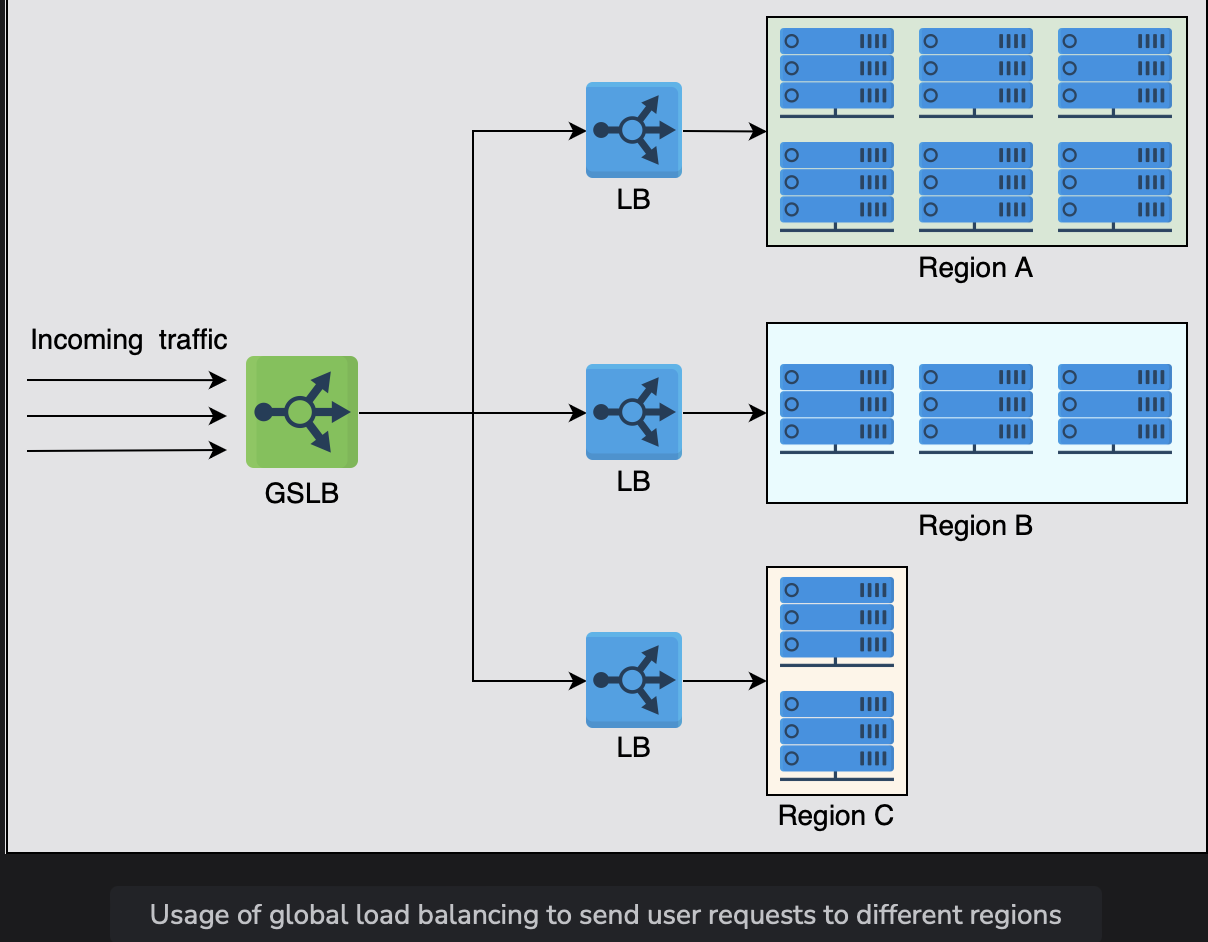 LB
Region A
Incoming traffic
GSLB
LB
Region B
LB
Region C
Usage of global load balancing to send user requests to different regions